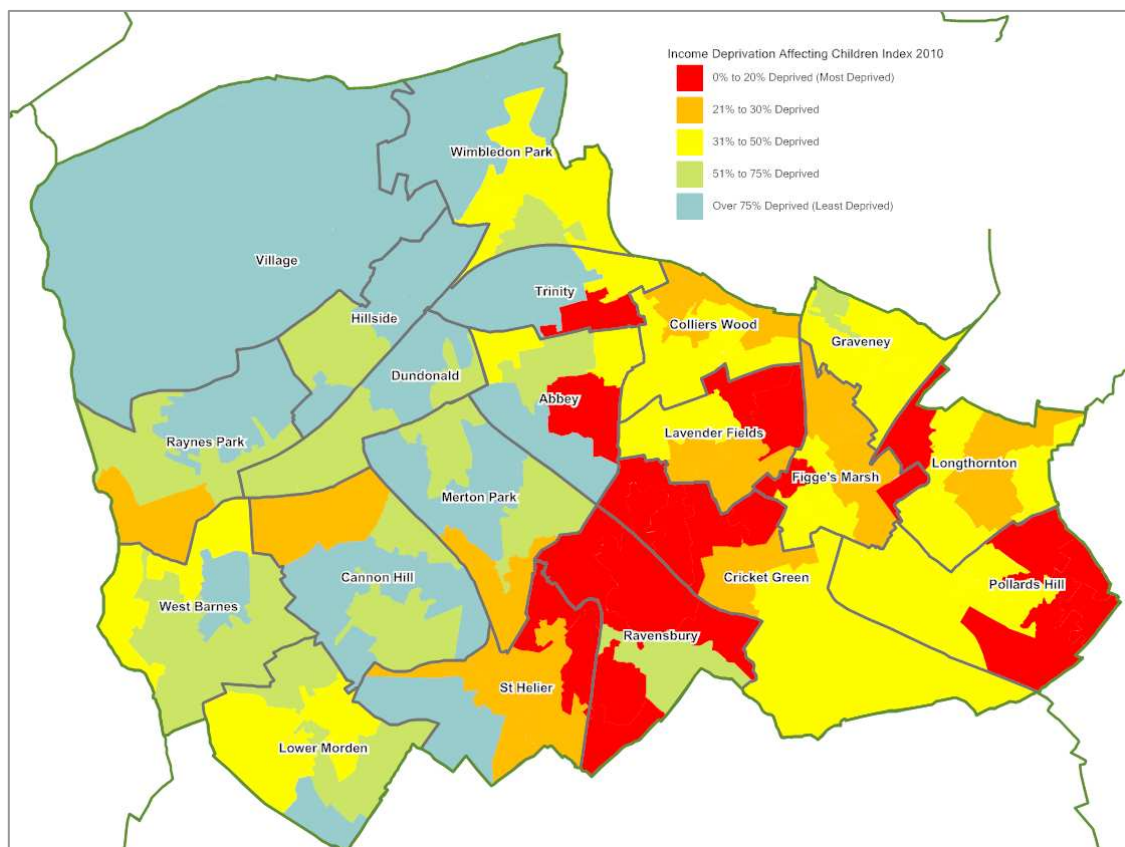 Income Deprivation Affecting Children Index 2010
0% to 20% Deprived (Most Deprived)
21% to 30% Deprived
31% to 50% Deprived
51% to 75% Deprived
Over 75% Deprived (Least Deprived)
Wimbledon Park
Village
Trinity
Hillside
Colliers Wood
Graveney
Dundonald
Abbey
Raynes Park
Lavender Fields
Longthornton
Figge's Marsh
Merton Park
Cannon Hill
Cricket Green
Pollards Hill
West Barnes
Ravensbury
St Helier
Lower Morden